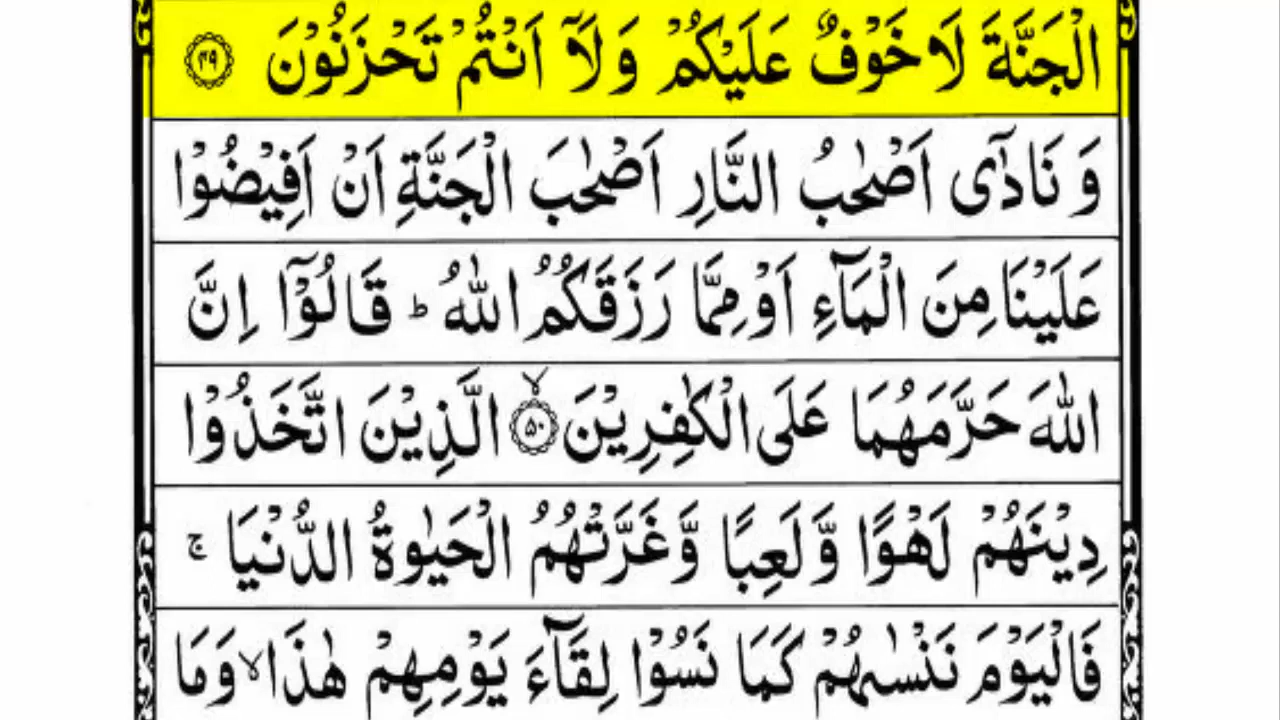 الْجَنَّةَ لَا خَوْفٌ عَلَيْكُمْ وَلَاۤ اَنْتُمْ تَحْزَنُوْنَ ۝۴۹
وَ نَادٰۤى اَصْحٰبُ النَّارِ اَصْحٰبَ الْجَنَّةِ اَنْ اَفِيْضُوْا
عَلَيْنَا مِنَ الْمَآءِ اَوْ مِمَّا رَزَقَكُمُ اللّٰهُ ؕ قَالُوْۤا اِنَّ
اللّٰهَ حَرَّمَهُمَا عَلَى الْكٰفِرِيْنَ ۝۵۰ۙ الَّذِيْنَ اتَّخَذُوْا
دِيْنَهُمْ لَهْوًا وَّ لَعِبًا وَّ غَرَّتْهُمُ الْحَيٰوةُ الدُّنْيَا ۚ
فَالْيَوْمَ نَنْسٰىهُمْ كَمَا نَسُوْا لِقَآءَ يَوْمِهِمْ هٰذَا ۙ وَمَا